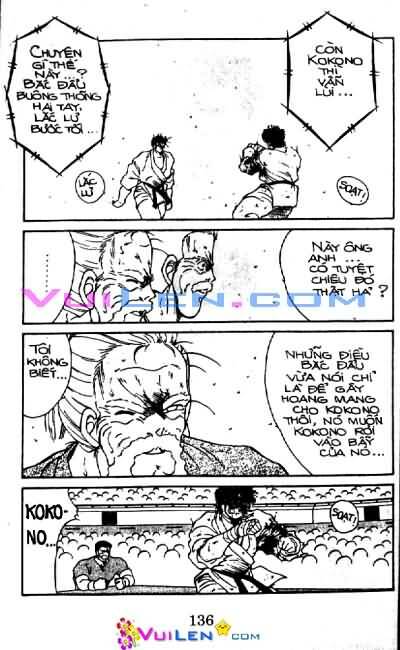 CHUYỆN
GÌ THẾ
NÀY...?
BẮC ĐẨU
BUÔNG THÕNG
HAI TAY,
LẮC LƯ
BƯỚC TỚI...
CÒN
KOKONO
THÌ
VẪN
LÙI...
LẮC
LƯ
SOẠT!
.......
NÀY ÔNG
ANH...
CÓ TUYỆT
CHIÊU ĐÓ
THẬT HẢ?
VuiLen.com
TÔI
KHÔNG
BIẾT...
NHỮNG ĐIỀU
BẮC ĐẨU
VỪA NÓI CHỈ
LÀ ĐỂ GÂY
HOANG MANG
CHO KOKONO
THÔI, NÓ MUỐN
KOKONO RƠI
VÀO BẪY
CỦA NÓ...
KOKO-
NO...
SOẠT!
136
VuiLen.com